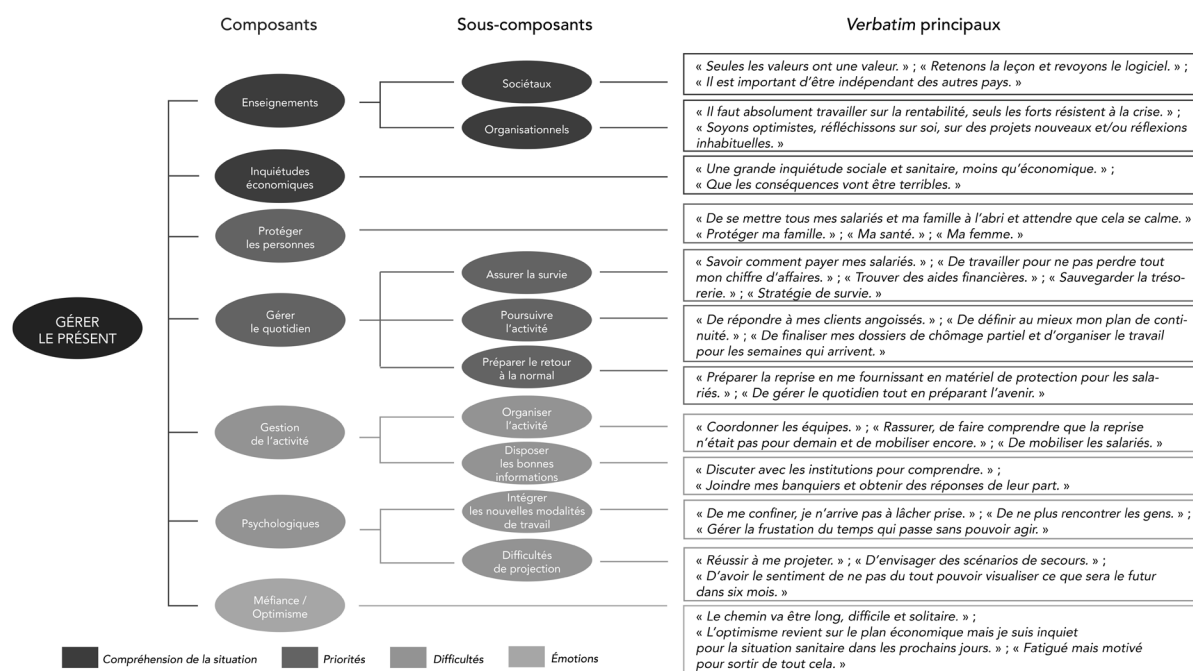 Composants
Sous-composants
Verbatim principaux
GÉRER
LE PRÉSENT
Enseignements
Sociétaux
« Seules les valeurs ont une valeur. » ; « Retenons la leçon et revoyons le logiciel. » ;
« Il est important d’être indépendant des autres pays. »
Organisationnels
« Il faut absolument travailler sur la rentabilité, seuls les forts résistent à la crise. » ;
« Soyons optimistes, réfléchissons sur soi, sur des projets nouveaux et/ou réflexions
inhabituelles. »
Inquiétudes
économiques
« Une grande inquiétude sociale et sanitaire, moins qu’économique. » ;
« Que les conséquences vont être terribles. »
Protéger
les personnes
« De se mettre tous mes salariés et ma famille à l’abri et attendre que cela se calme. »
« Protéger ma famille. » ; « Ma santé. » ; « Ma femme. »
Gérer
le quotidien
Assurer la survie
« Savoir comment payer mes salariés. » ; « De travailler pour ne pas perdre tout
mon chiffre d’affaires. » ; « Trouver des aides financières. » ; « Sauvegarder la tréso-
rerie. » ; « Stratégie de survie. »
Poursuivre
l’activité
« De répondre à mes clients angoissés. » ; « De définir au mieux mon plan de conti-
nuité. » ; « De finaliser mes dossiers de chômage partiel et d’organiser le travail
pour les semaines qui arrivent. »
Préparer le retour
à la normal
« Préparer la reprise en me fournissant en matériel de protection pour les sala-
riés. » ; « De gérer le quotidien tout en préparant l’avenir. »
Gestion
de l’activité
Organiser
l’activité
« Coordonner les équipes. » ; « Rassurer, de faire comprendre que la reprise
n’était pas pour demain et de mobiliser encore. » ; « De mobiliser les salariés. »
Disposer
les bonnes
informations
« Discuter avec les institutions pour comprendre. » ;
« Joindre mes banquiers et obtenir des réponses de leur part. »
Psychologiques
Intégrer
les nouvelles modalités
de travail
« De me confiner, je n’arrive pas à lâcher prise. » ; « De ne plus rencontrer les gens. » ;
« Gérer la frustation du temps qui passe sans pouvoir agir. »
Difficultés
de projection
« Réussir à me projeter. » ; « D’envisager des scénarios de secours. » ;
« D’avoir le sentiment de ne pas du tout pouvoir visualiser ce que sera le futur
dans six mois. »
Méfiance /
Optimisme
« Le chemin va être long, difficile et solitaire. » ;
« L’optimisme revient sur le plan économique mais je suis inquiet
pour la situation sanitaire dans les prochains jours. » ; « Fatigué mais motivé
pour sortir de tout cela. »
Compréhension de la situation
Priorités
Difficultés
Émotions